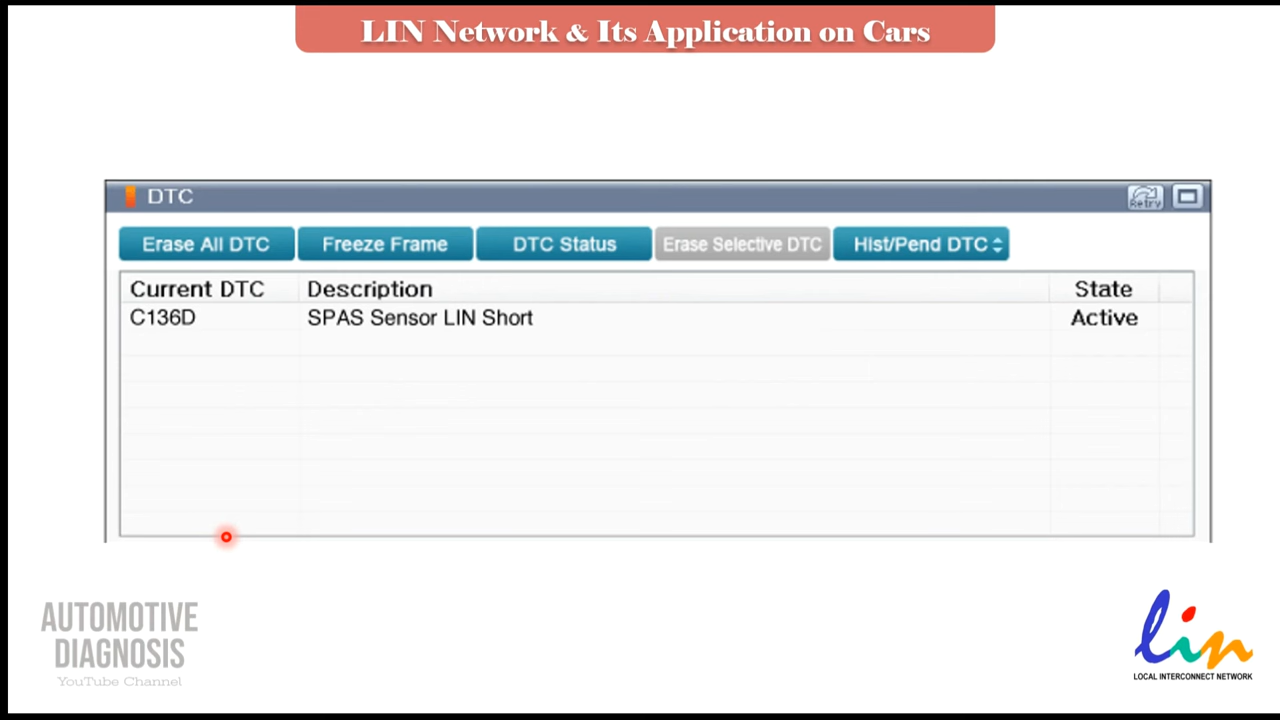 LIN Network & Its Application on Cars
DTC
Retry
Erase All DTC
Freeze Frame
DTC Status
Erase Selective DTC
Hist/Pend DTC
Current DTC Description State
C136D SPAS Sensor LIN Short Active
AUTOMOTIVE
DIAGNOSIS
YouTube Channel
lin
LOCAL INTERCONNECT NETWORK